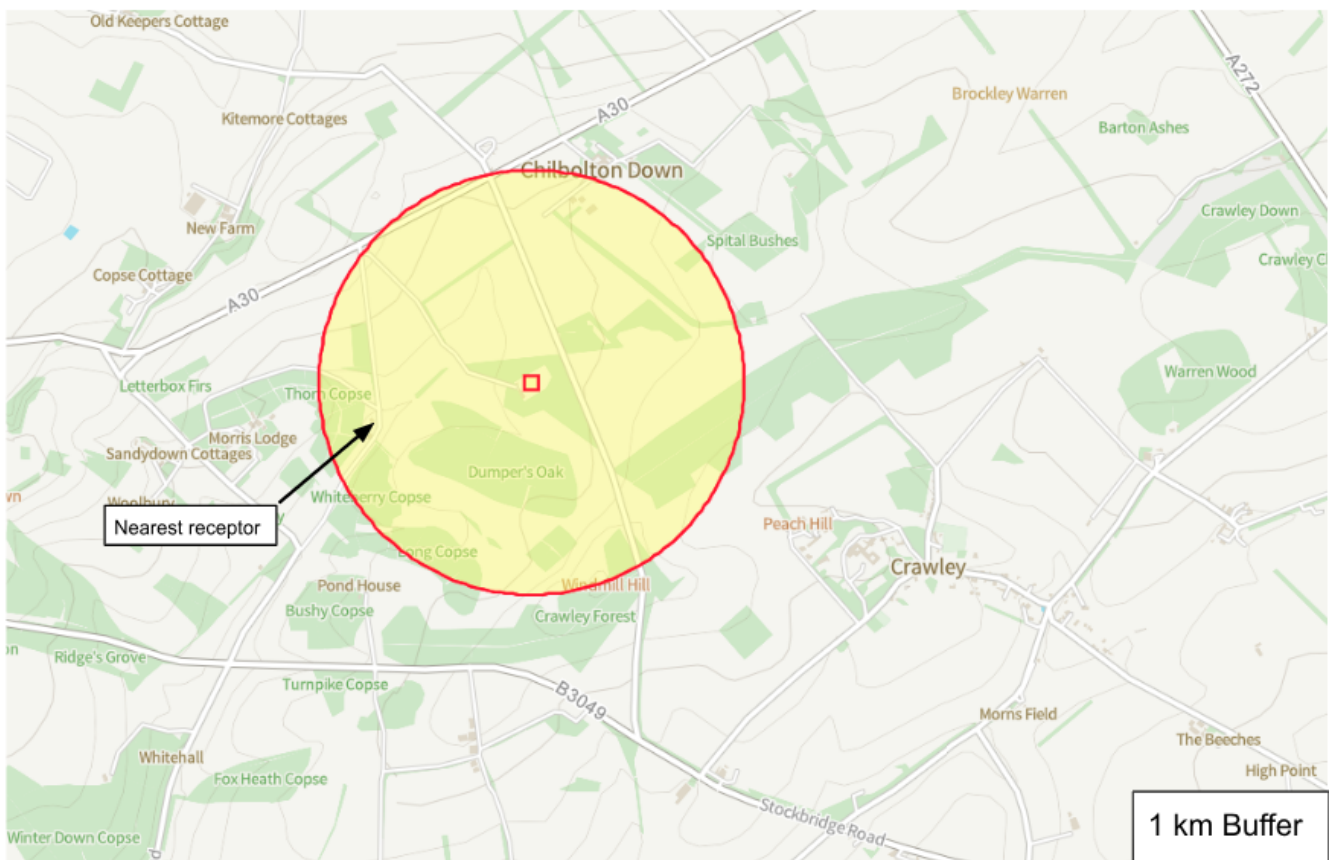 Old Keepers Cottage
A272
Brockley Warren
A30
Kitemore Cottages
Barton Ashes
Chilbolton Down
Crawley Down
New Farm
Spital Bushes
Copse Cottage
A30
Letterbox Firs
Thorn Copse
Warren Wood
Morris Lodge
Sandydown Cottages
Dumper's Oak
Whiteberry Copse
Nearest receptor
Peach Hill
Long Copse
Crawley
Pond House
Windmill Hill
Bushy Copse
Crawley Forest
Ridge's Grove
Turnpike Copse
B3049
Morns Field
Whitehall
The Beeches
Fox Heath Copse
High Point
Stockbridge Road
Winter Down Copse
1 km Buffer